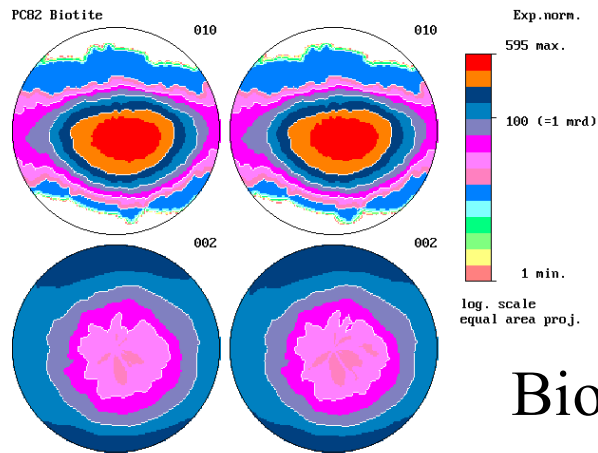 PC82 Biotite
010
010
Exp.norm.
595 max.
100 (=1 mrd)
1 min.
002
002
log. scale
equal area proj.
Bio